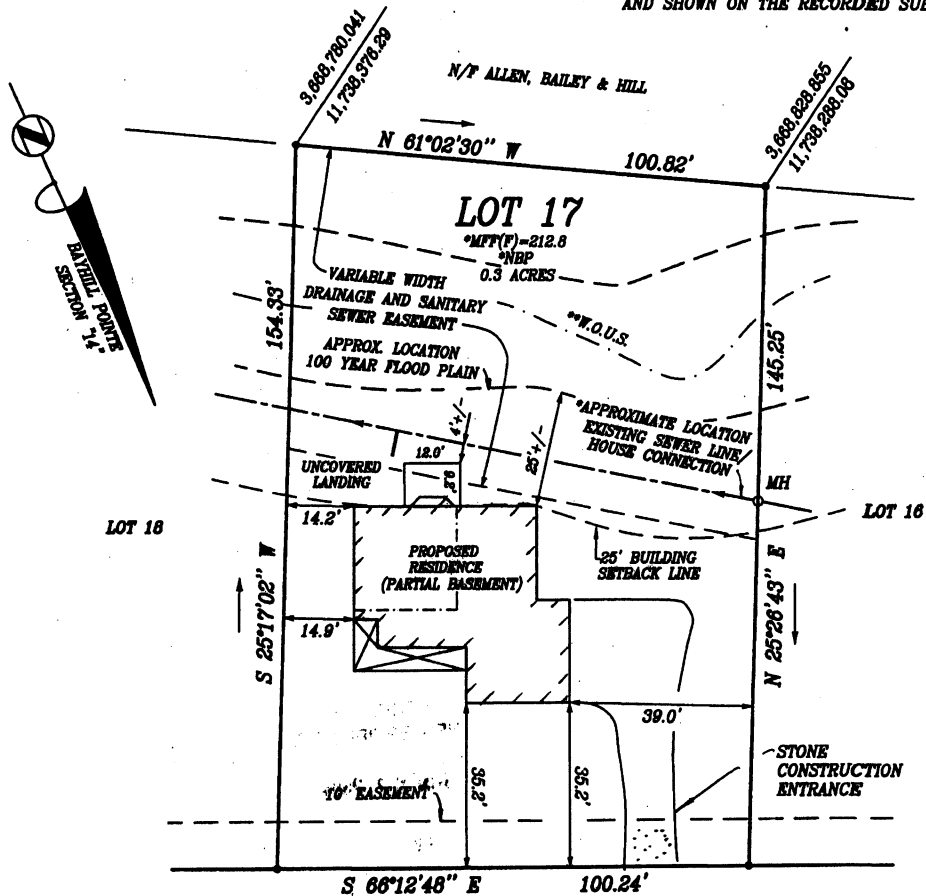 AND SHOWN ON THE RECORDED SUB
3,668,780.041
11,738,376.29
N/F ALLEN, BAILEY & HILL
3,668,828.855
11,738,288.08
N 61°02'30" W
100.82'
LOT 17
*MFF(F)=212.8
*NBP
0.3 ACRES
N
BAYHILL POINTE
SECTION "14"
VARIABLE WIDTH
DRAINAGE AND SANITARY
SEWER EASEMENT
**W.O.U.S.
154.33'
145.25'
APPROX. LOCATION
100 YEAR FLOOD PLAIN
*APPROXIMATE LOCATION
EXISTING SEWER LINE/
HOUSE CONNECTION
4'+/-
25'+/-
12.0'
UNCOVERED
LANDING
9.2'
MH
LOT 18
14.2'
LOT 16
PROPOSED
RESIDENCE
(PARTIAL BASEMENT)
25' BUILDING
SETBACK LINE
S 25°17'02" W
N 25°26'43" E
14.9'
39.0'
35.2'
35.2'
STONE
CONSTRUCTION
ENTRANCE
10' EASEMENT
S 66°12'48" E
100.24'